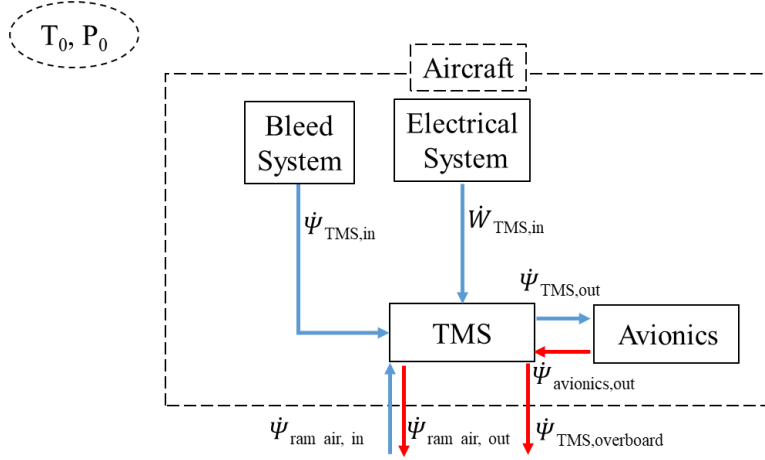 T₀, P₀
Aircraft
Bleed
System
Electrical
System
Ψ̇TMS,in
ẆTMS,in
Ψ̇TMS,out
TMS
Avionics
Ψ̇avionics,out
Ψ̇ram air, in
Ψ̇ram air, out
Ψ̇TMS,overboard